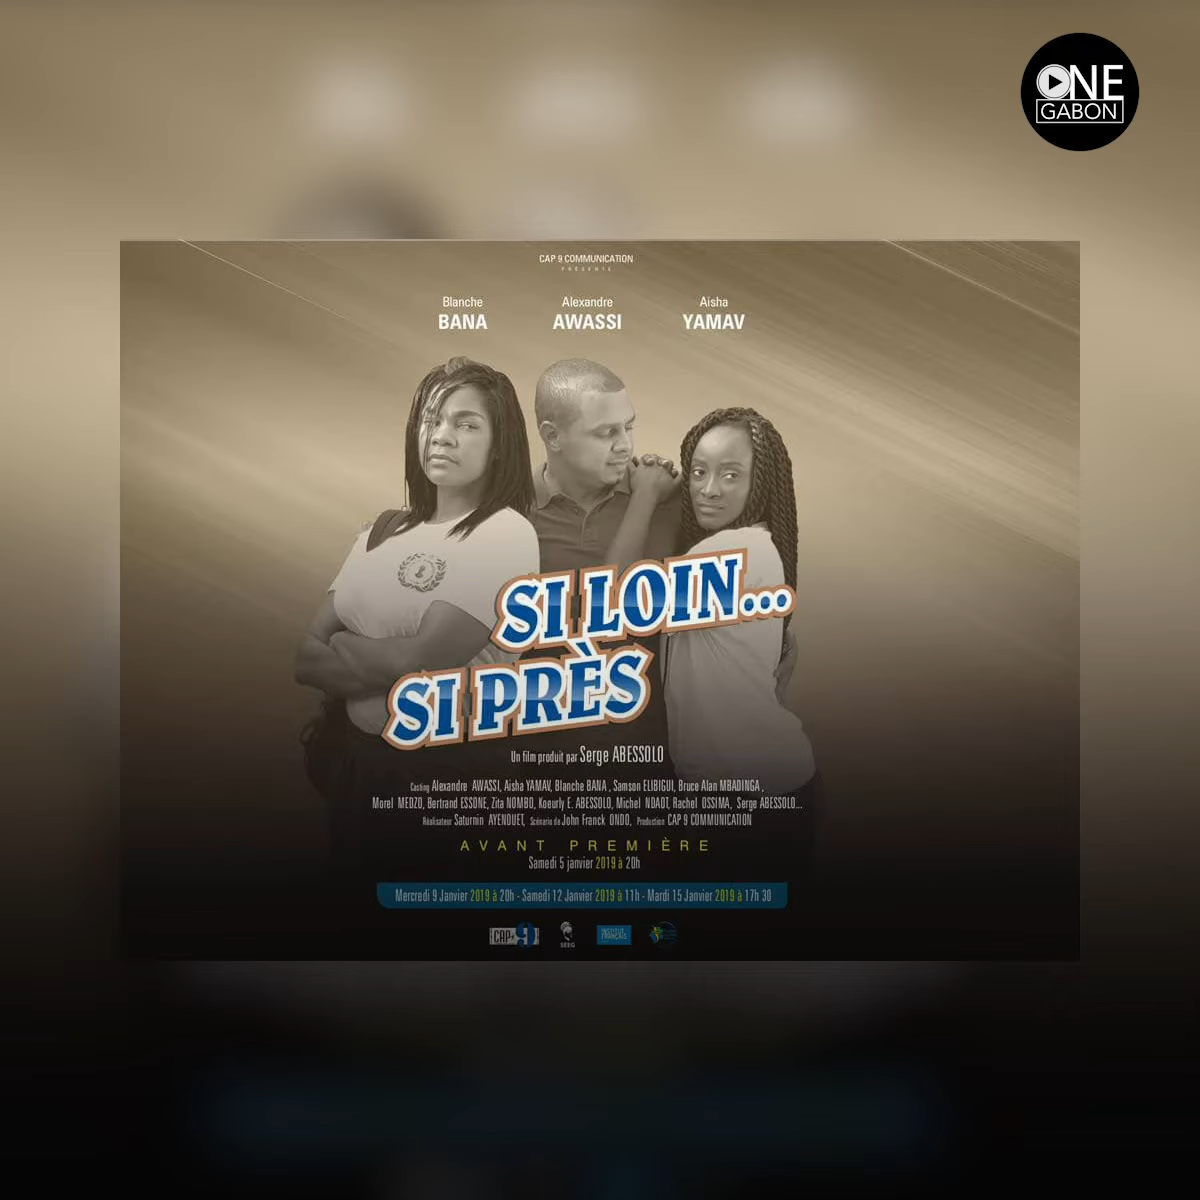 ONE
GABON
CAP 9 COMMUNICATION
PRÉSENTE
Blanche Alexandre Aisha
BANA AWASSI YAMAV
SI LOIN...
SI PRÈS
Un film produit par Serge ABESSOLO
Casting Alexandre AWASSI, Aisha YAMAV, Blanche BANA , Samson ELIBIGUI, Bruce Alan MBADINGA ,
Morel MEDZO, Bertrand ESSONE, Zita NOMBO, Koeurly E. ABESSOLO, Michel NDAOT, Rachel OSSIMA, Serge ABESSOLO...
Réalisateur Saturnin AYENOUET, Scénario de John Franck ONDO, Production CAP 9 COMMUNICATION
AVANT PREMIÈRE
Samedi 5 janvier 2019 à 20h
Mercredi 9 Janvier 2019 à 20h - Samedi 12 Janvier 2019 à 11h - Mardi 15 Janvier 2019 à 17h 30
CAP 9 SEEG INSTITUT
FRANÇAIS